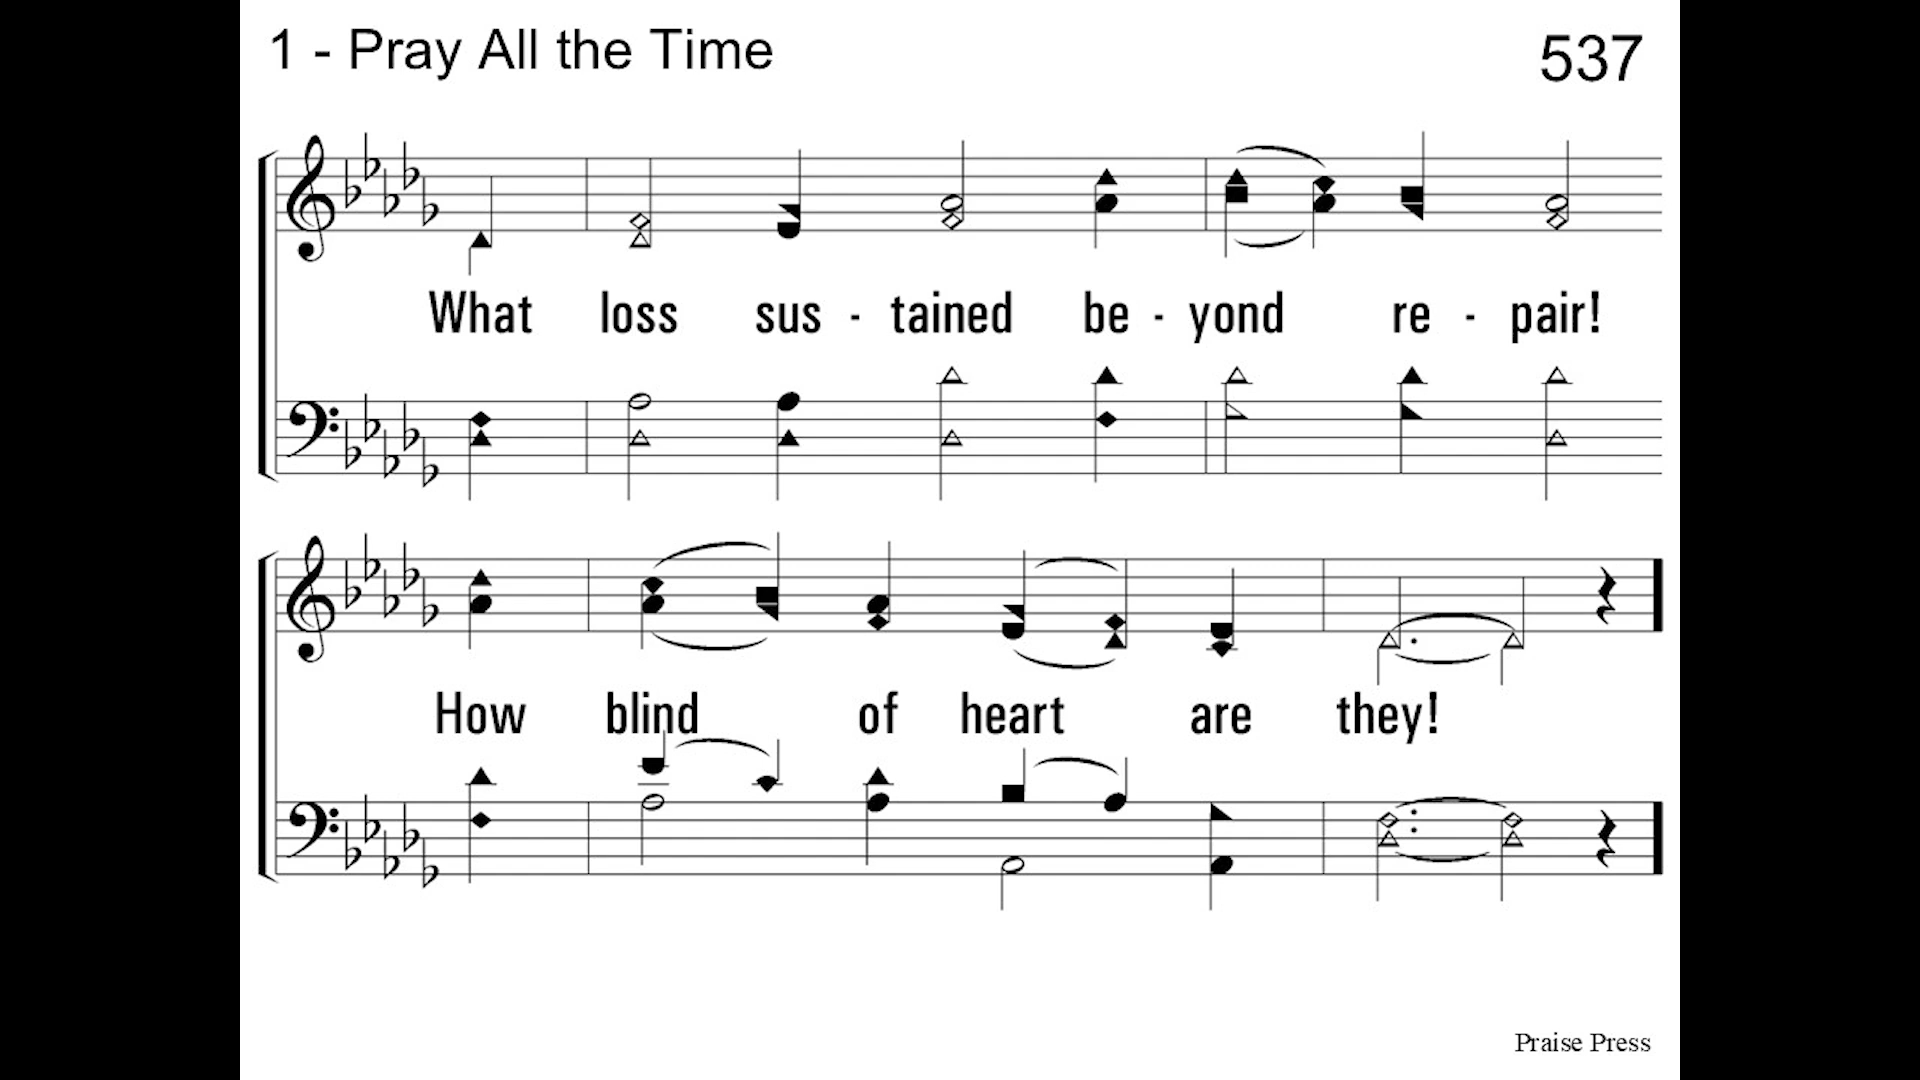 1 - Pray All the Time
537
What loss sus - tained be - yond re - pair!
How blind of heart are they!
Praise Press